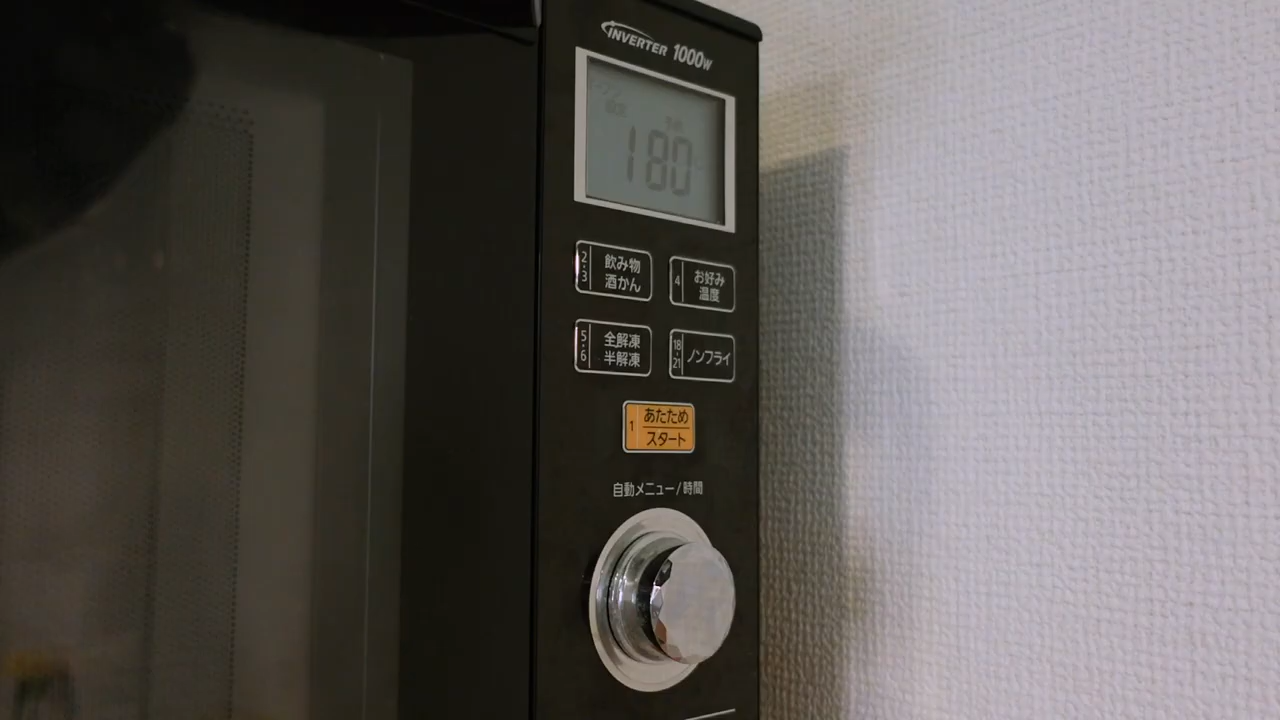 INVERTER 1000W
180
2・3 飲み物
酒かん
4 お好み
温度
5・6 全解凍
半解凍
18・21 ノンフライ
1 あたため
スタート
自動メニュー/時間